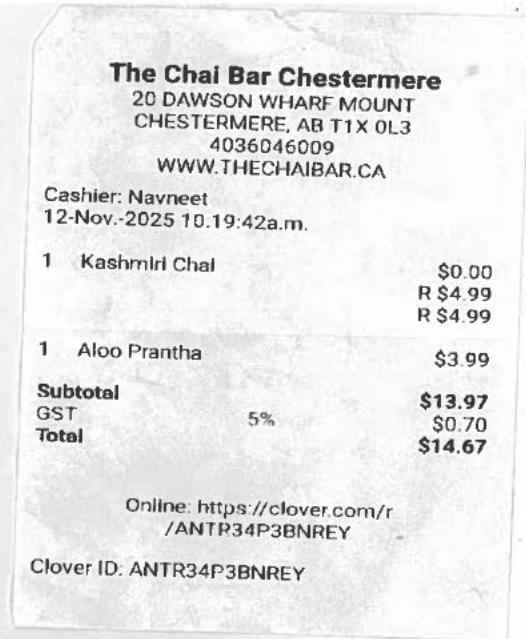 The Chai Bar Chestermere
20 DAWSON WHARF MOUNT
CHESTERMERE, AB T1X 0L3
4036046009
WWW.THECHAIBAR.CA
Cashier: Navneet
12-Nov.-2025 10.19:42a.m.
1 Kashmiri Chai $0.00
R $4.99
R $4.99
1 Aloo Prantha $3.99
Subtotal $13.97
GST 5% $0.70
Total $14.67
Online: https://clover.com/r
/ANTR34P3BNREY
Clover ID: ANTR34P3BNREY